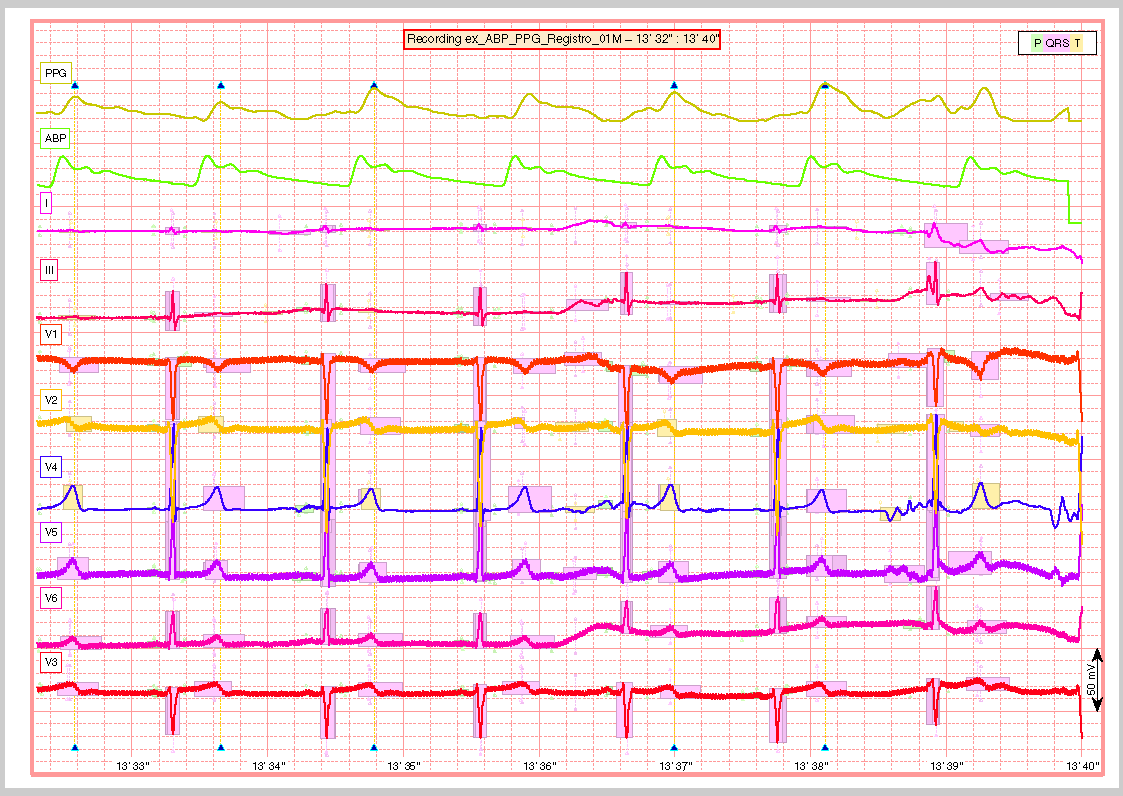 Recording ex_ABP_PPG_Registro_01M – 13' 32" : 13' 40"
P QRS T
PPG
ABP
I
III
V1
V2
V4
V5
V6
V3
50 mV
13' 33" 13' 34" 13' 35" 13' 36" 13' 37" 13' 38" 13' 39" 13' 40"